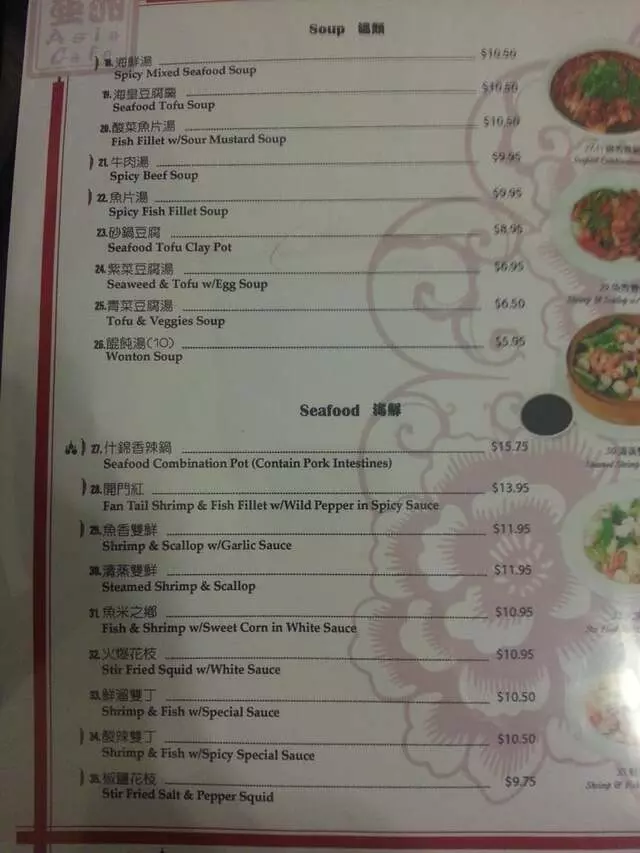 Asia
Cafe
Soup 湯類
18. 海鮮湯 $10.50
Spicy Mixed Seafood Soup
19. 海皇豆腐羹 $10.50
Seafood Tofu Soup
20. 酸菜魚片湯 $10.50
Fish Fillet w/Sour Mustard Soup
21. 牛肉湯 $9.95
Spicy Beef Soup
22. 魚片湯 $9.95
Spicy Fish Fillet Soup
23. 砂鍋豆腐 $8.95
Seafood Tofu Clay Pot
24. 紫菜豆腐湯 $6.95
Seaweed & Tofu w/Egg Soup
25. 青菜豆腐湯 $6.50
Tofu & Veggies Soup
26. 餛飩湯(10) $5.95
Wonton Soup
Seafood 海鮮
27. 什錦香辣鍋 $15.75
Seafood Combination Pot (Contain Pork Intestines)
28. 開門紅 $13.95
Fan Tail Shrimp & Fish Fillet w/Wild Pepper in Spicy Sauce
29. 魚香雙鮮 $11.95
Shrimp & Scallop w/Garlic Sauce
30. 清蒸雙鮮 $11.95
Steamed Shrimp & Scallop
31. 魚米之鄉 $10.95
Fish & Shrimp w/Sweet Corn in White Sauce
32. 火爆花枝 $10.95
Stir Fried Squid w/White Sauce
33. 鮮溜雙丁 $10.50
Shrimp & Fish w/Special Sauce
34. 酸辣雙丁 $10.50
Shrimp & Fish w/Spicy Special Sauce
35. 椒鹽花枝 $9.75
Stir Fried Salt & Pepper Squid